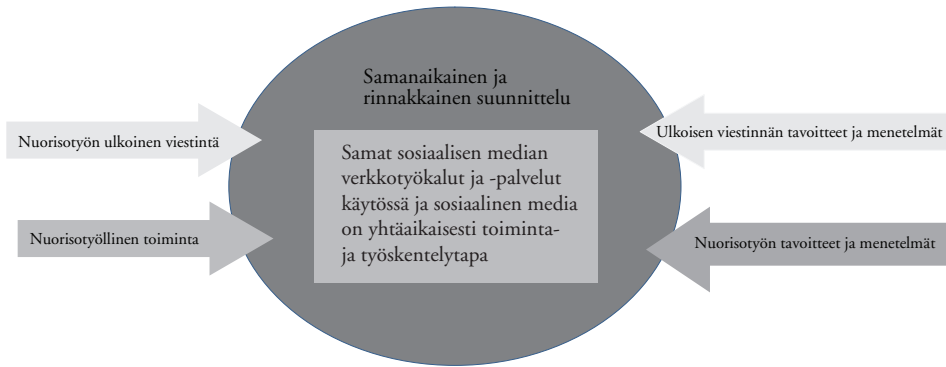 Samanaikainen ja
rinnakkainen suunnittelu
Nuorisotyön ulkoinen viestintä
Ulkoisen viestinnän tavoitteet ja menetelmät
Samat sosiaalisen median
verkkotyökalut ja -palvelut
käytössä ja sosiaalinen media
on yhtäaikaisesti toiminta-
ja työskentelytapa
Nuorisotyöllinen toiminta
Nuorisotyön tavoitteet ja menetelmät